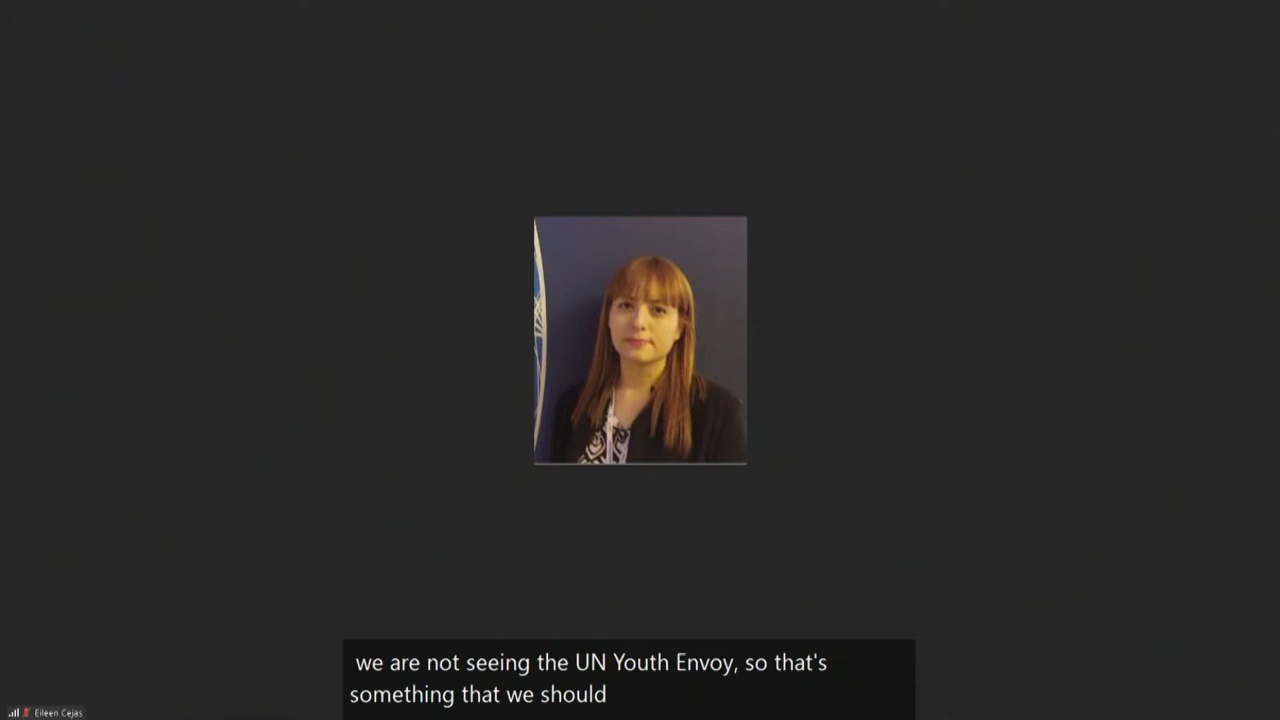 we are not seeing the UN Youth Envoy, so that's
something that we should
Eileen Cejas